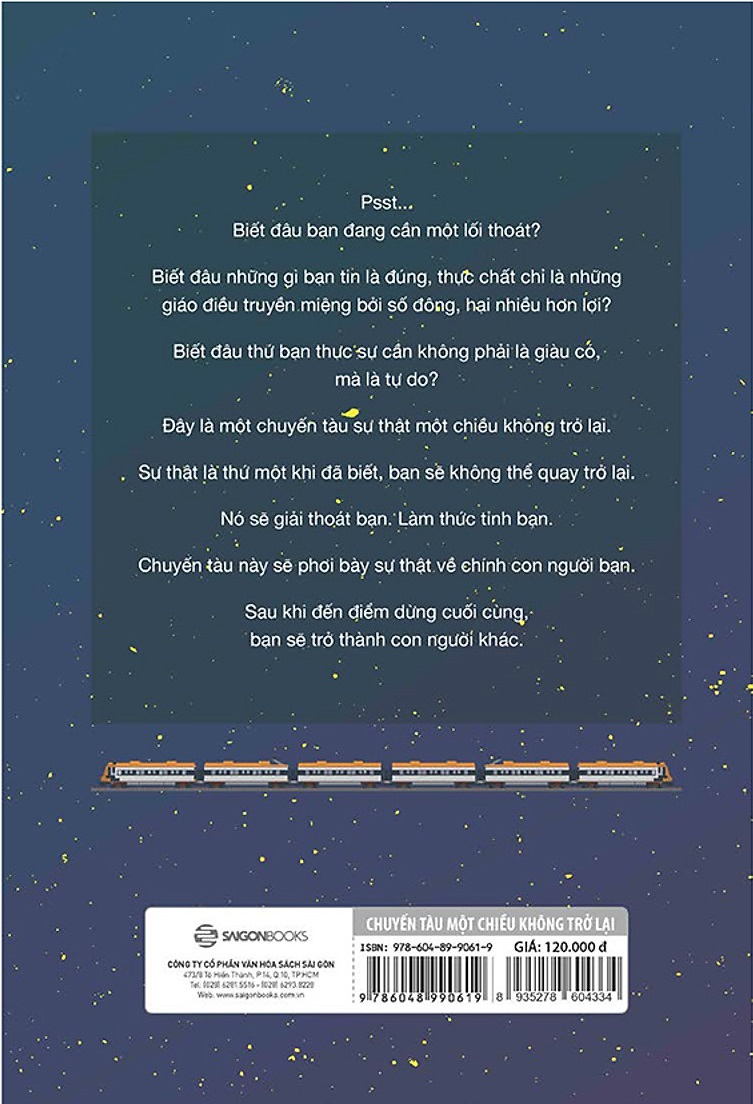 Psst...
Biết đâu bạn đang cần một lối thoát?
Biết đâu những gì bạn tin là đúng, thực chất chỉ là những
giáo điều truyền miệng bởi số đông, hại nhiều hơn lợi?
Biết đâu thứ bạn thực sự cần không phải là giàu có,
mà là tự do?
Đây là một chuyến tàu sự thật một chiều không trở lại.
Sự thật là thứ một khi đã biết, bạn sẽ không thể quay trở lại.
Nó sẽ giải thoát bạn. Làm thức tỉnh bạn.
Chuyến tàu này sẽ phơi bày sự thật về chính con người bạn.
Sau khi đến điểm dừng cuối cùng,
bạn sẽ trở thành con người khác.
SAIGONBOOKS
CÔNG TY CỔ PHẦN VĂN HÓA SÁCH SÀI GÒN
473/8 Tô Hiến Thành, P.14, Q.10, TP.HCM
Tel: (028) 6281.5516 - (028) 6293.8228
Web: www.saigonbooks.com.vn
CHUYẾN TÀU MỘT CHIỀU KHÔNG TRỞ LẠI
ISBN: 978-604-89-9061-9
GIÁ: 120.000 đ
9 786048 990619
8 935278 604334